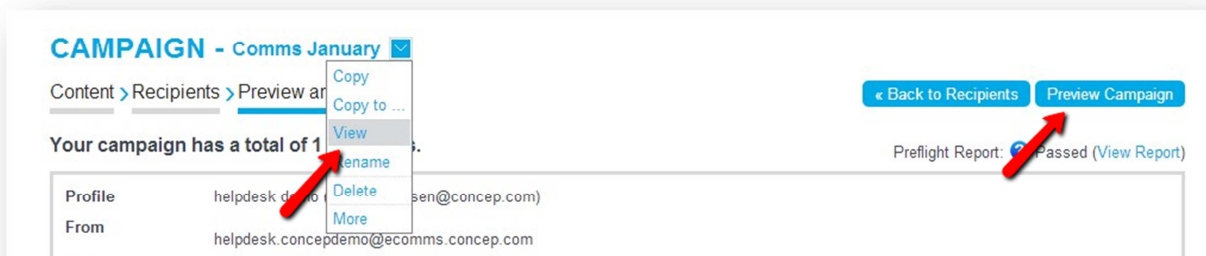 CAMPAIGN - Comms January
Copy
Content > Recipients > Preview ar
« Back to Recipients Preview Campaign
Copy to ...
View
Your campaign has a total of 1
Rename
Preflight Report: Passed (View Report)
Profile helpdesk sen@concep.com)
Delete
From
More
helpdesk.concepdemo@ecomms.concep.com